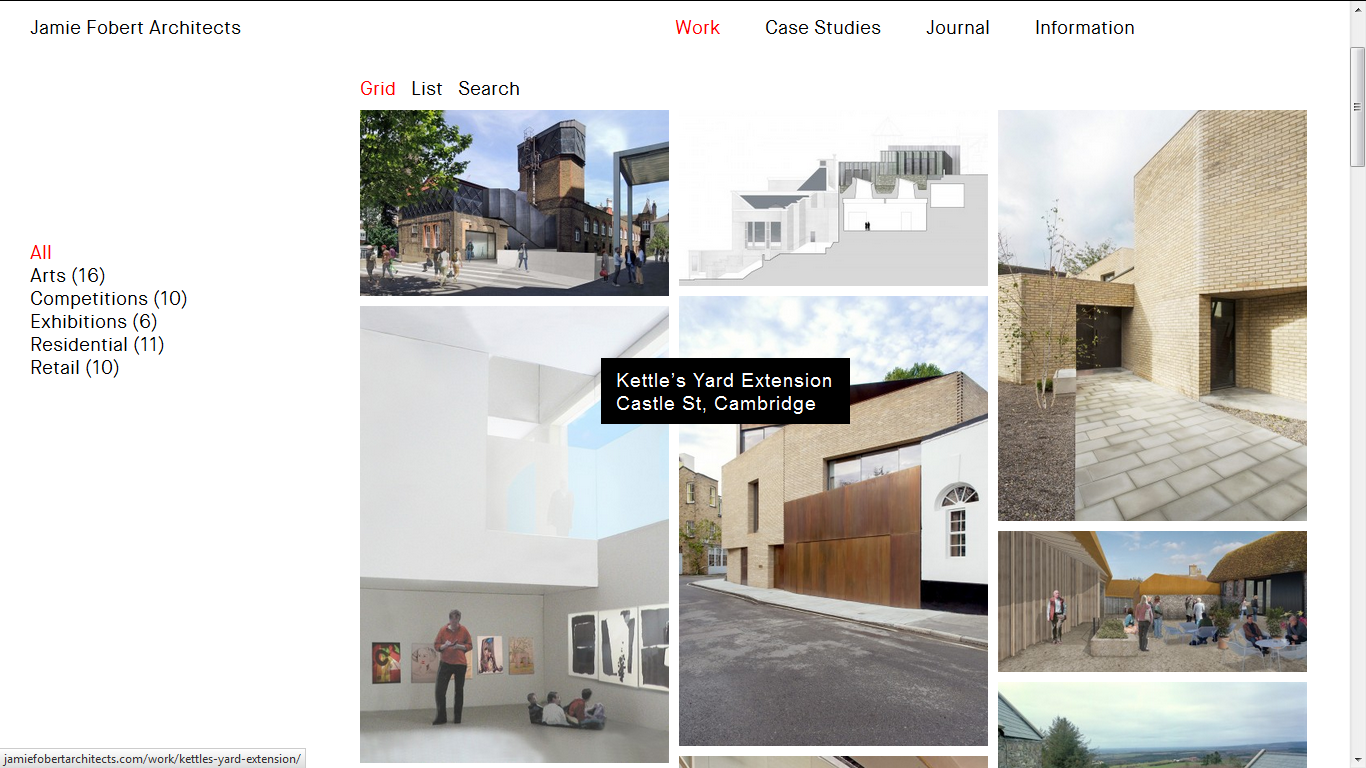 Jamie Fobert Architects
Work Case Studies Journal Information
Grid List Search
All
Arts (16)
Competitions (10)
Exhibitions (6)
Residential (11)
Retail (10)
Kettle’s Yard Extension
Castle St, Cambridge
jamiefobertarchitects.com/work/kettles-yard-extension/